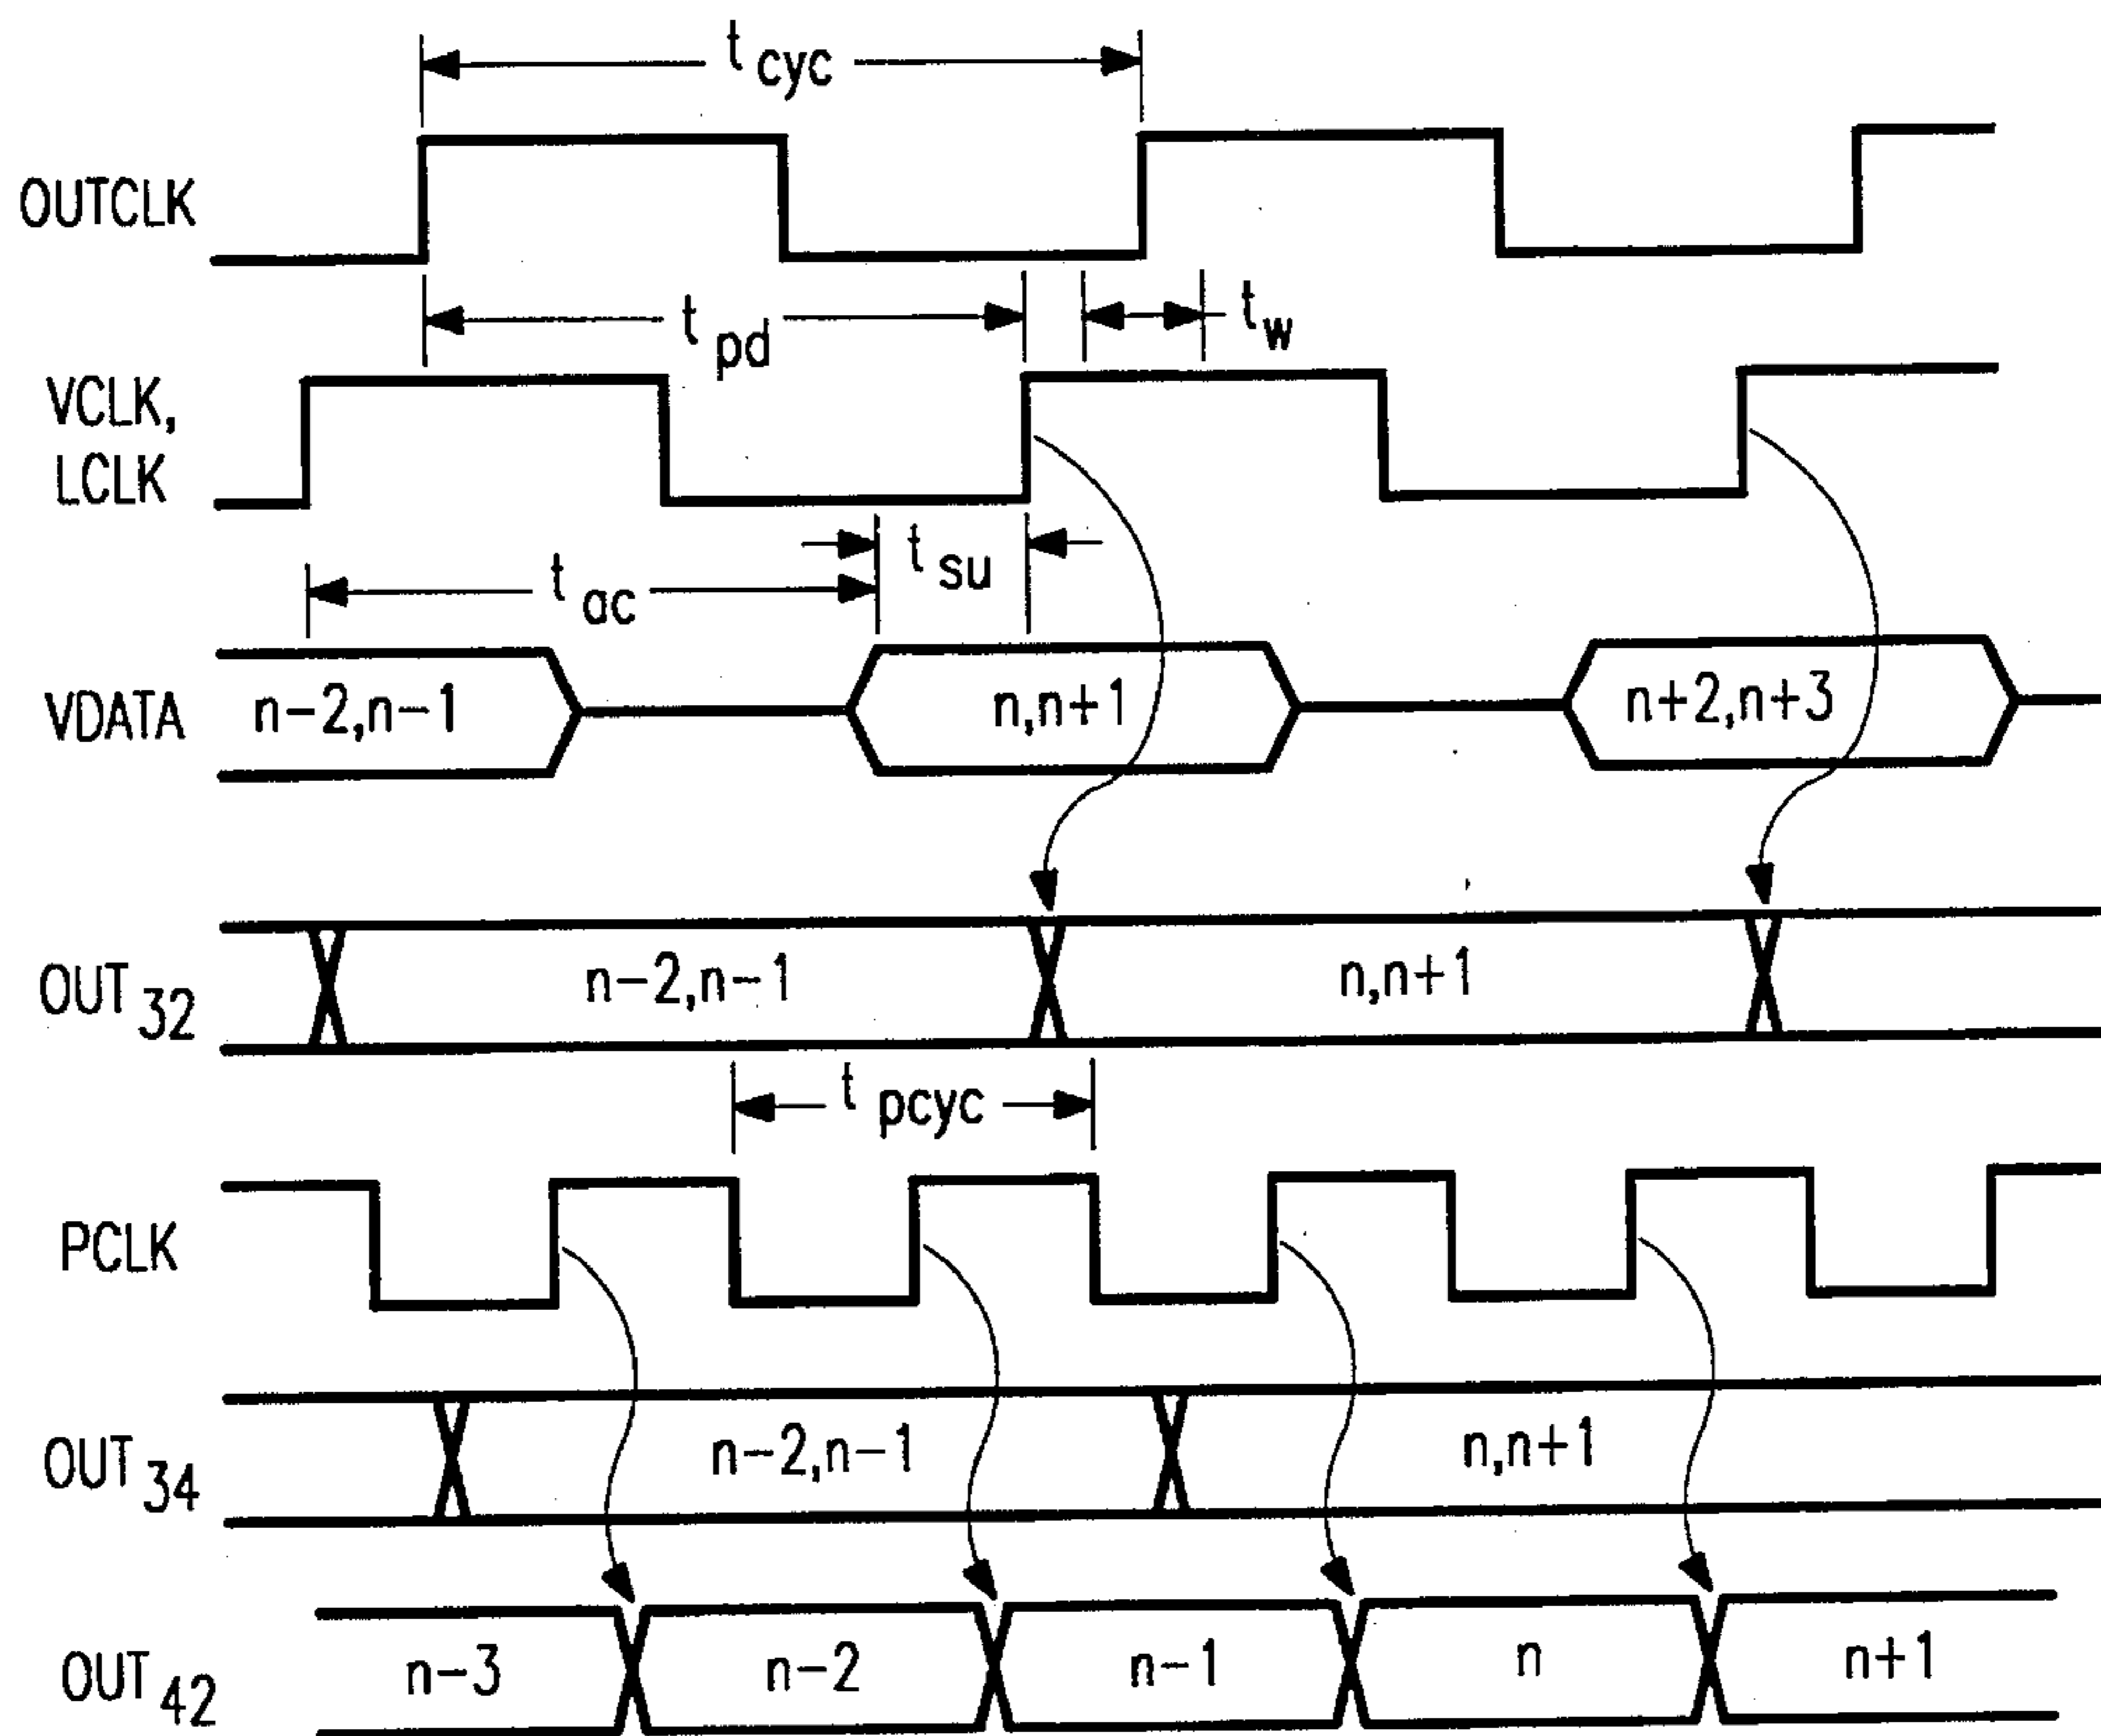 t cyc
OUTCLK
t pd
t w
VCLK,
LCLK
t su
t ac
VDATA
n-2,n-1
n,n+1
n+2,n+3
OUT 32
n-2,n-1
n,n+1
t pcyc
PCLK
OUT 34
n-2,n-1
n,n+1
OUT 42
n-3
n-2
n-1
n
n+1